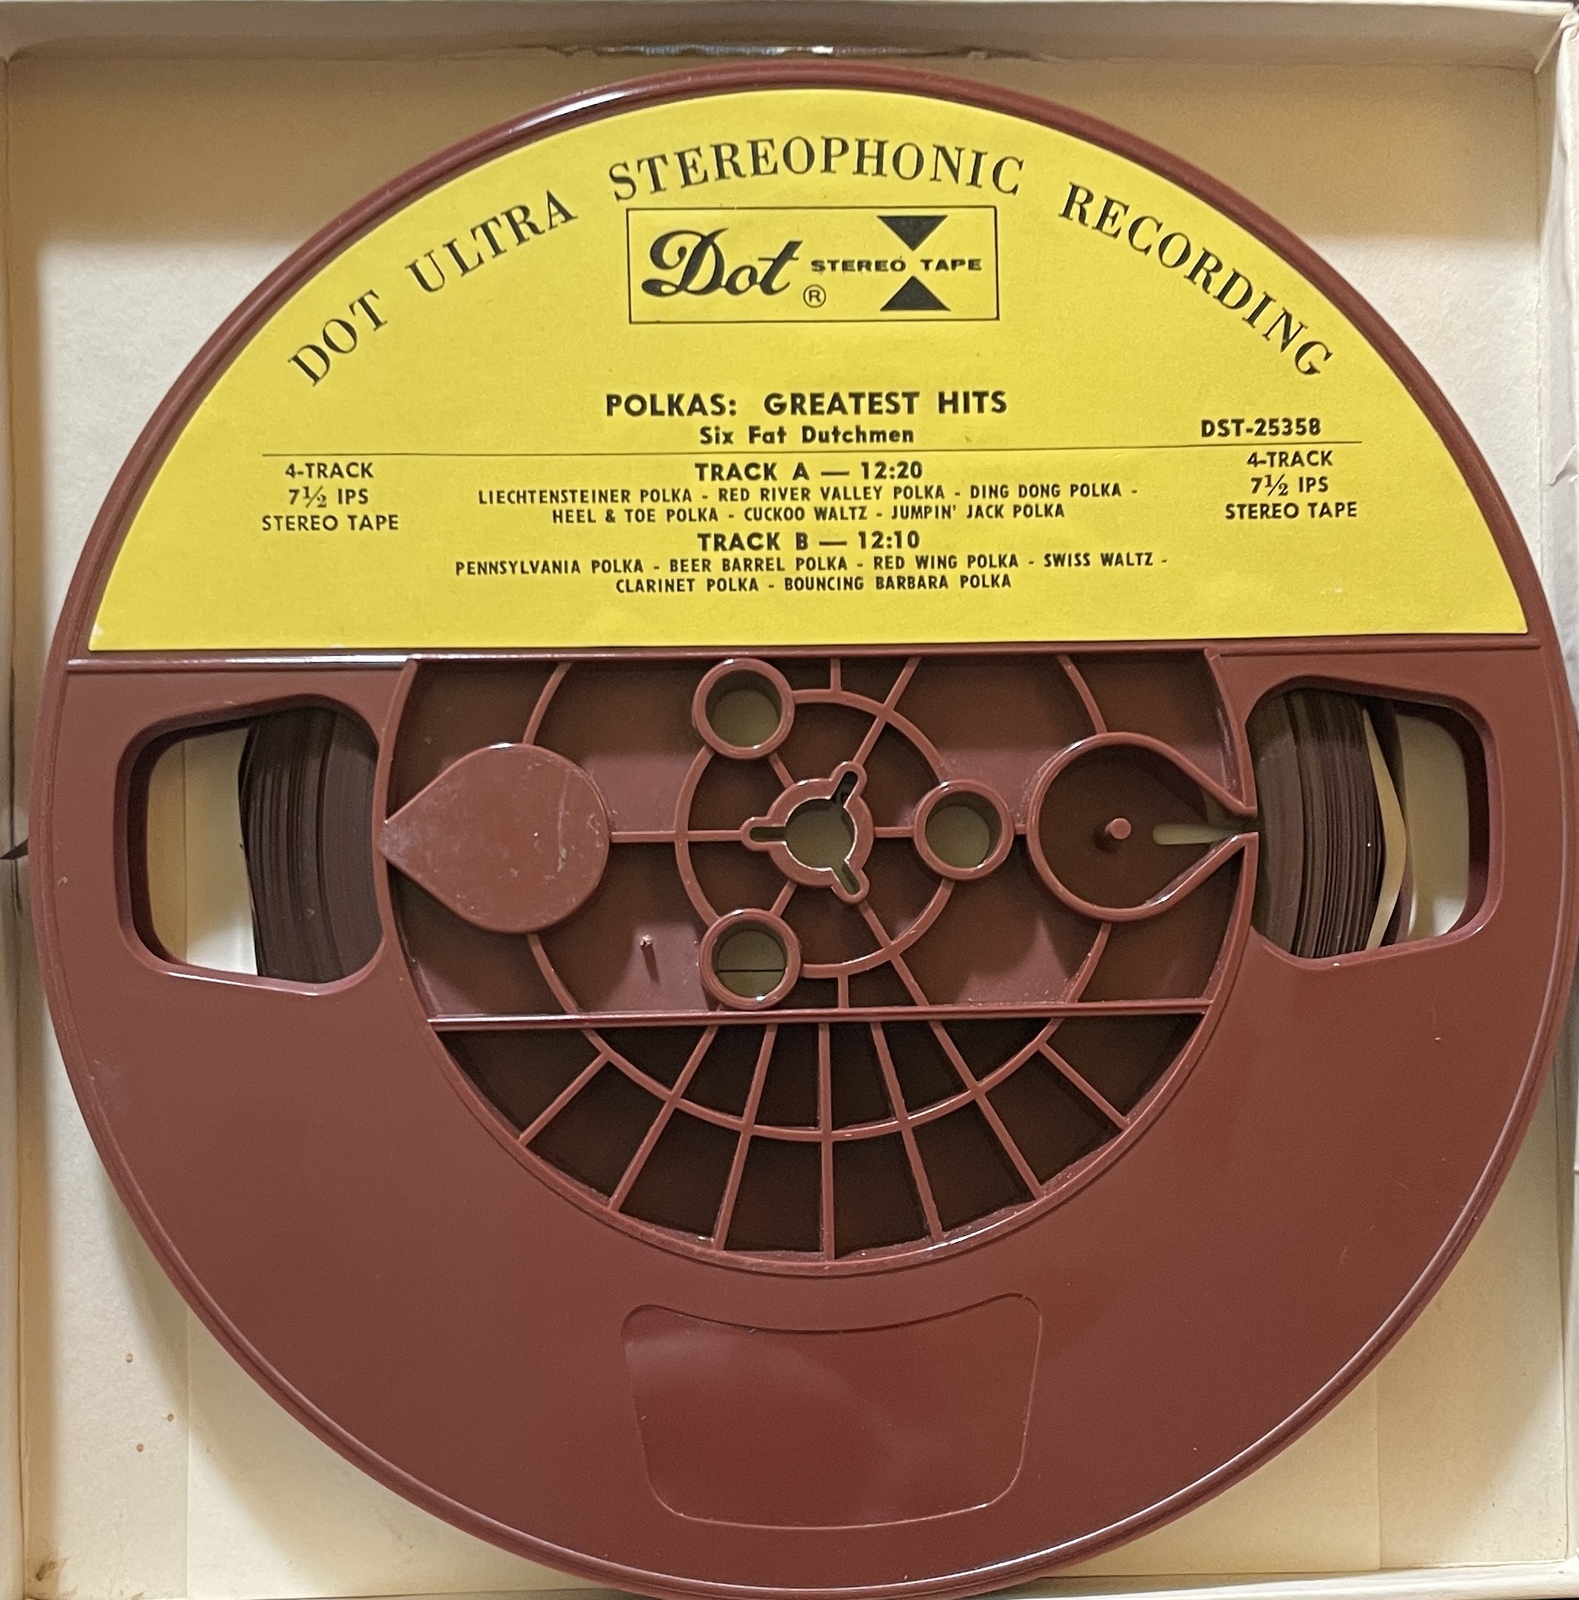 DOT ULTRA STEREOPHONIC RECORDING
Dot ® STEREO TAPE
POLKAS: GREATEST HITS
Six Fat Dutchmen
DST-25358
4-TRACK
7½ IPS
STEREO TAPE
TRACK A — 12:20
LIECHTENSTEINER POLKA - RED RIVER VALLEY POLKA - DING DONG POLKA -
HEEL & TOE POLKA - CUCKOO WALTZ - JUMPIN' JACK POLKA
TRACK B — 12:10
PENNSYLVANIA POLKA - BEER BARREL POLKA - RED WING POLKA - SWISS WALTZ -
CLARINET POLKA - BOUNCING BARBARA POLKA
4-TRACK
7½ IPS
STEREO TAPE